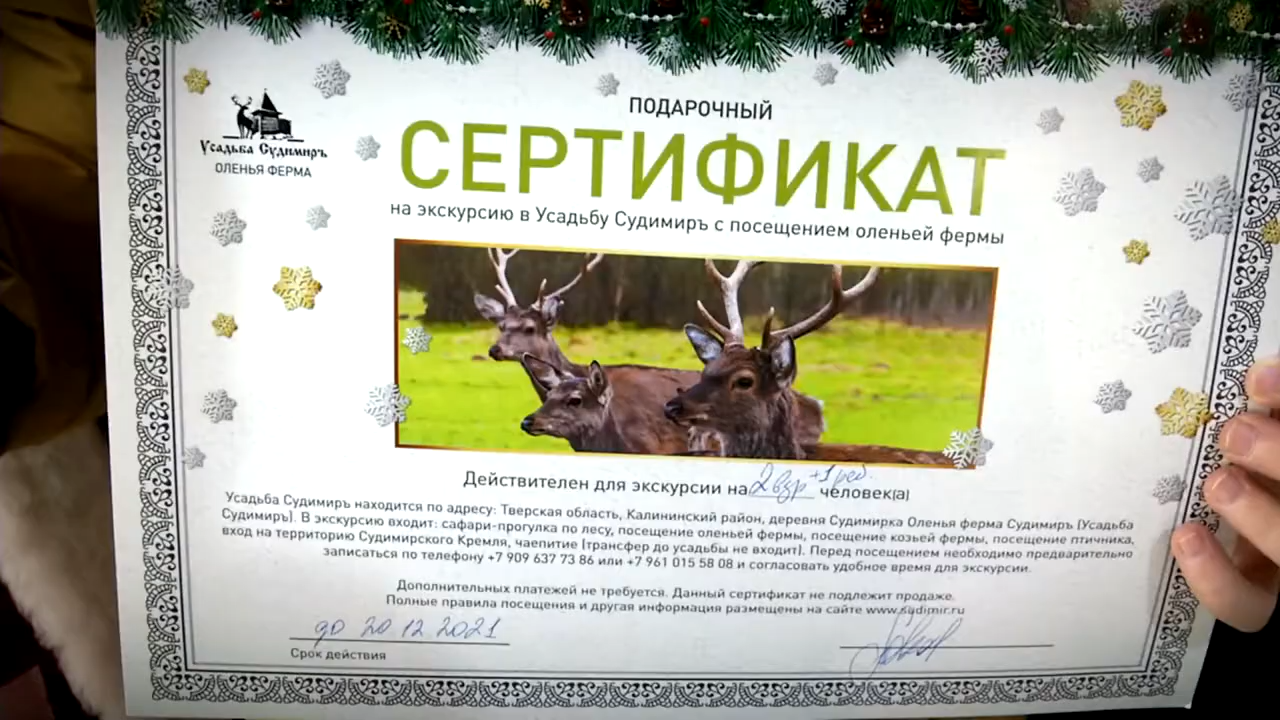 ПОДАРОЧНЫЙ
СЕРТИФИКАТ
Усадьба Судимиръ
ОЛЕНЬЯ ФЕРМА
на экскурсию в Усадьбу Судимиръ с посещением оленьей фермы
Действителен для экскурсии на 2 взр +1 реб. человек(а)
Усадьба Судимиръ находится по адресу: Тверская область, Калининский район, деревня Судимирка Оленья ферма Судимиръ (Усадьба
Судимиръ). В экскурсию входит: сафари-прогулка по лесу, посещение оленьей фермы, посещение козьей фермы, посещение птичника,
вход на территорию Судимирского Кремля, чаепитие (трансфер до усадьбы не входит). Перед посещением необходимо предварительно
записаться по телефону +7 909 637 73 86 или +7 961 015 58 08 и согласовать удобное время для экскурсии.
Дополнительных платежей не требуется. Данный сертификат не подлежит продаже.
Полные правила посещения и другая информация размещены на сайте www.sudimir.ru
до 20 12 2021
Срок действия